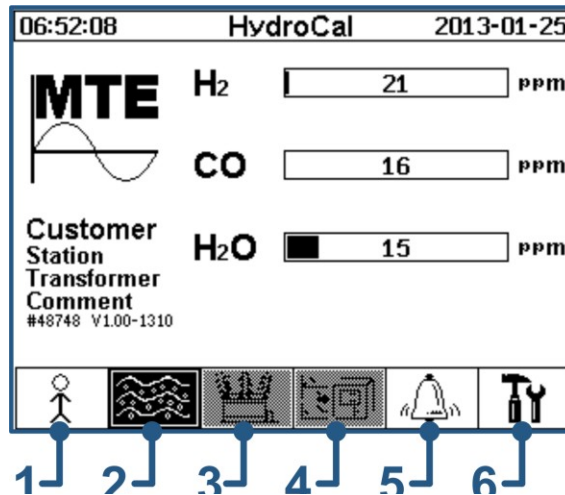 06:52:08 HydroCal 2013-01-25
MTE
H₂ 21 ppm
CO 16 ppm
H₂O 15 ppm
Customer
Station
Transformer
Comment
#48748 V1.00-1310
1 2 3 4 5 6